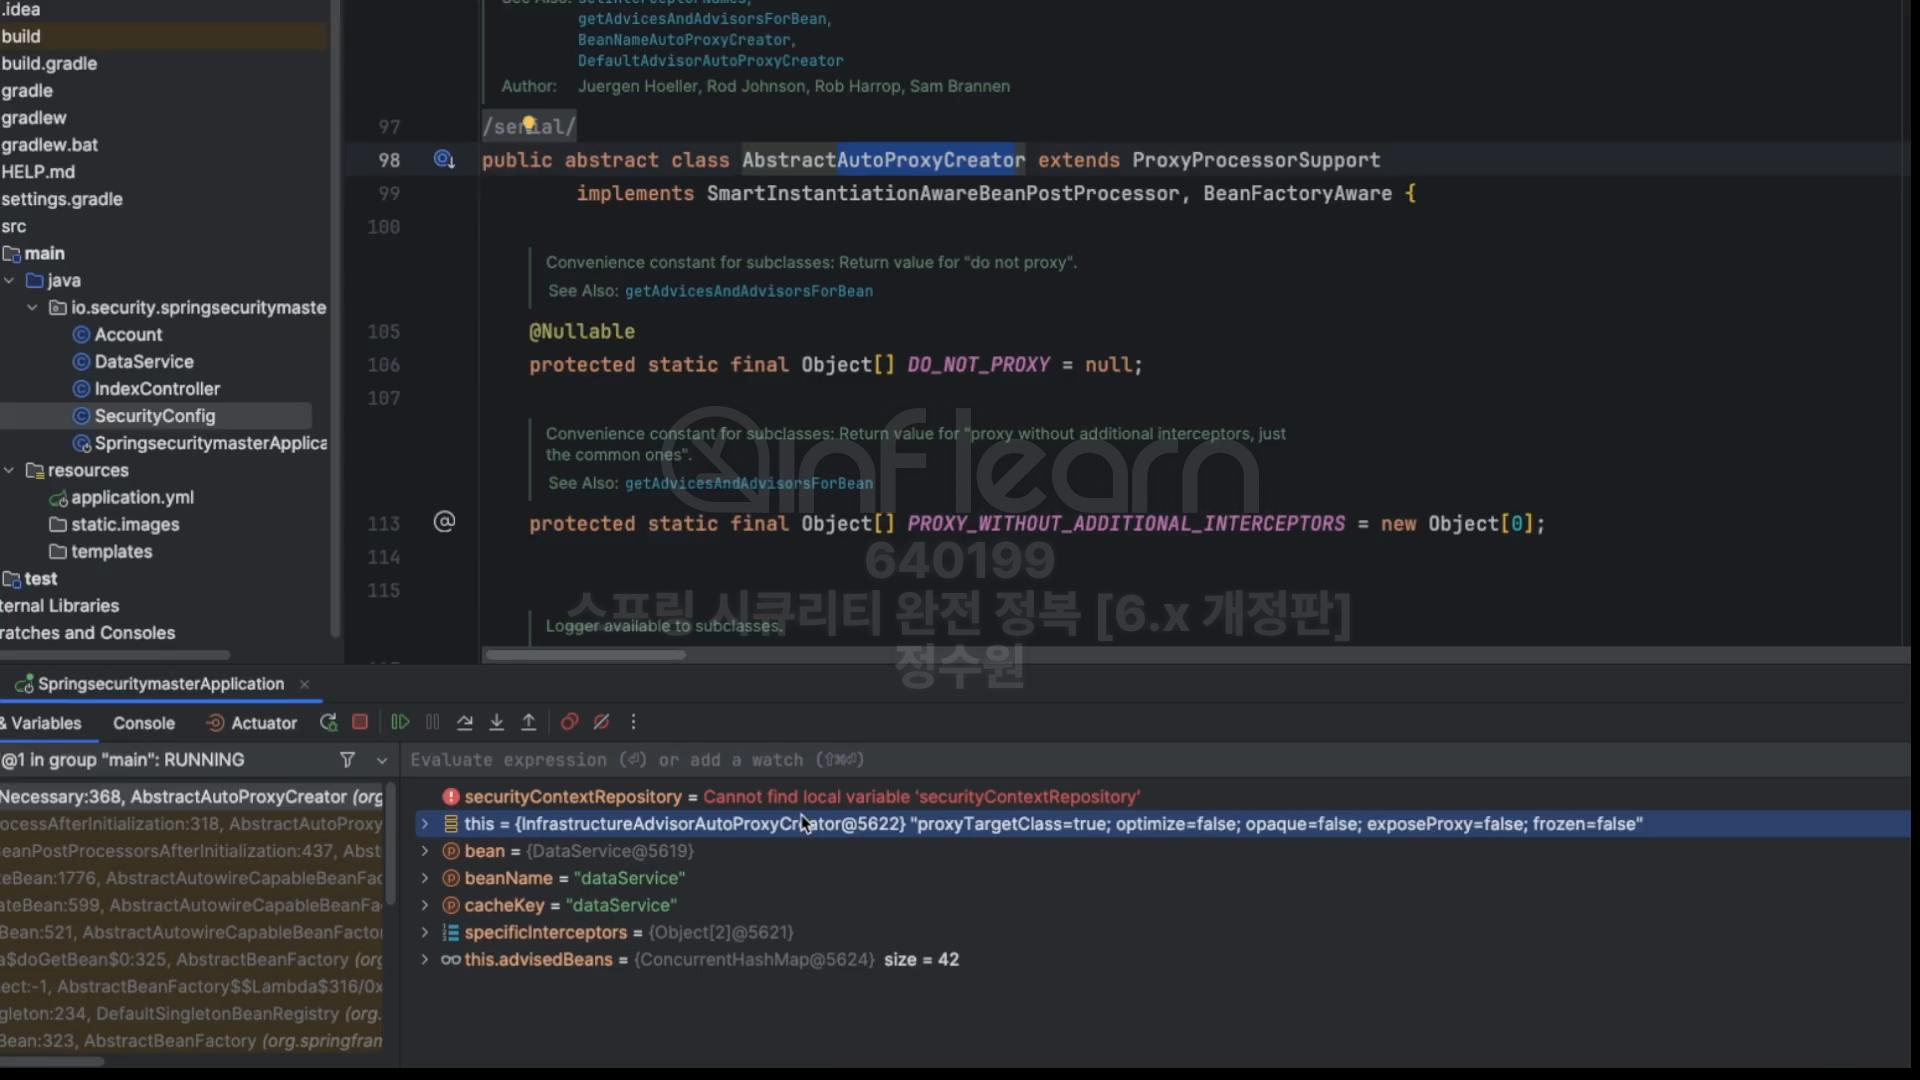 .idea
build
build.gradle
gradle
gradlew
gradlew.bat
HELP.md
settings.gradle
src
main
java
io.security.springsecuritymaste
Account
DataService
IndexController
SecurityConfig
SpringsecuritymasterApplica
resources
application.yml
static.images
templates
test
ternal Libraries
ratches and Consoles
getAdvicesAndAdvisorsForBean,
BeanNameAutoProxyCreator,
DefaultAdvisorAutoProxyCreator
Author: Juergen Hoeller, Rod Johnson, Rob Harrop, Sam Brannen
97 /serial/
98 public abstract class AbstractAutoProxyCreator extends ProxyProcessorSupport
99 implements SmartInstantiationAwareBeanPostProcessor, BeanFactoryAware {
100
Convenience constant for subclasses: Return value for "do not proxy".
See Also: getAdvicesAndAdvisorsForBean
105 @Nullable
106 protected static final Object[] DO_NOT_PROXY = null;
107
Convenience constant for subclasses: Return value for "proxy without additional interceptors, just
the common ones".
See Also: getAdvicesAndAdvisorsForBean
113 @ protected static final Object[] PROXY_WITHOUT_ADDITIONAL_INTERCEPTORS = new Object[0];
114
115
Logger available to subclasses.
inflearn
640199
스프링 시큐리티 완전 정복 [6.x 개정판]
정수원
SpringsecuritymasterApplication
& Variables Console Actuator
@1 in group "main": RUNNING
Evaluate expression (⏎) or add a watch (⇧⌘⏎)
Necessary:368, AbstractAutoProxyCreator (org
ocessAfterInitialization:318, AbstractAutoProxy
eanPostProcessorsAfterInitialization:437, Abst
eBean:1776, AbstractAutowireCapableBeanFac
ateBean:599, AbstractAutowireCapableBeanFa
Bean:521, AbstractAutowireCapableBeanFactor
a$doGetBean$0:325, AbstractBeanFactory (org
ect:-1, AbstractBeanFactory$$Lambda$316/0x
gleton:234, DefaultSingletonBeanRegistry (org.
Bean:323, AbstractBeanFactory (org.springfran
securityContextRepository = Cannot find local variable 'securityContextRepository'
this = {InfrastructureAdvisorAutoProxyCreator@5622} "proxyTargetClass=true; optimize=false; opaque=false; exposeProxy=false; frozen=false"
bean = {DataService@5619}
beanName = "dataService"
cacheKey = "dataService"
specificInterceptors = {Object[2]@5621}
this.advisedBeans = {ConcurrentHashMap@5624} size = 42